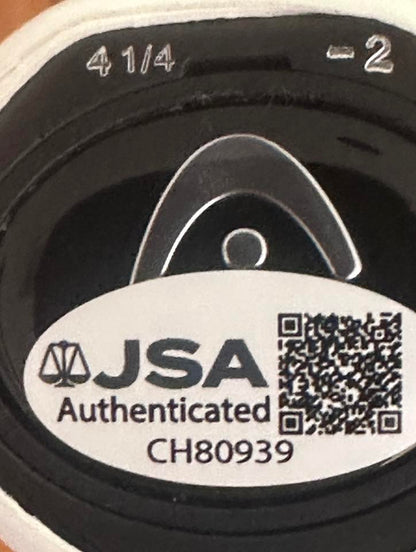 4 1/4 - 2
JSA
Authenticated
CH80939